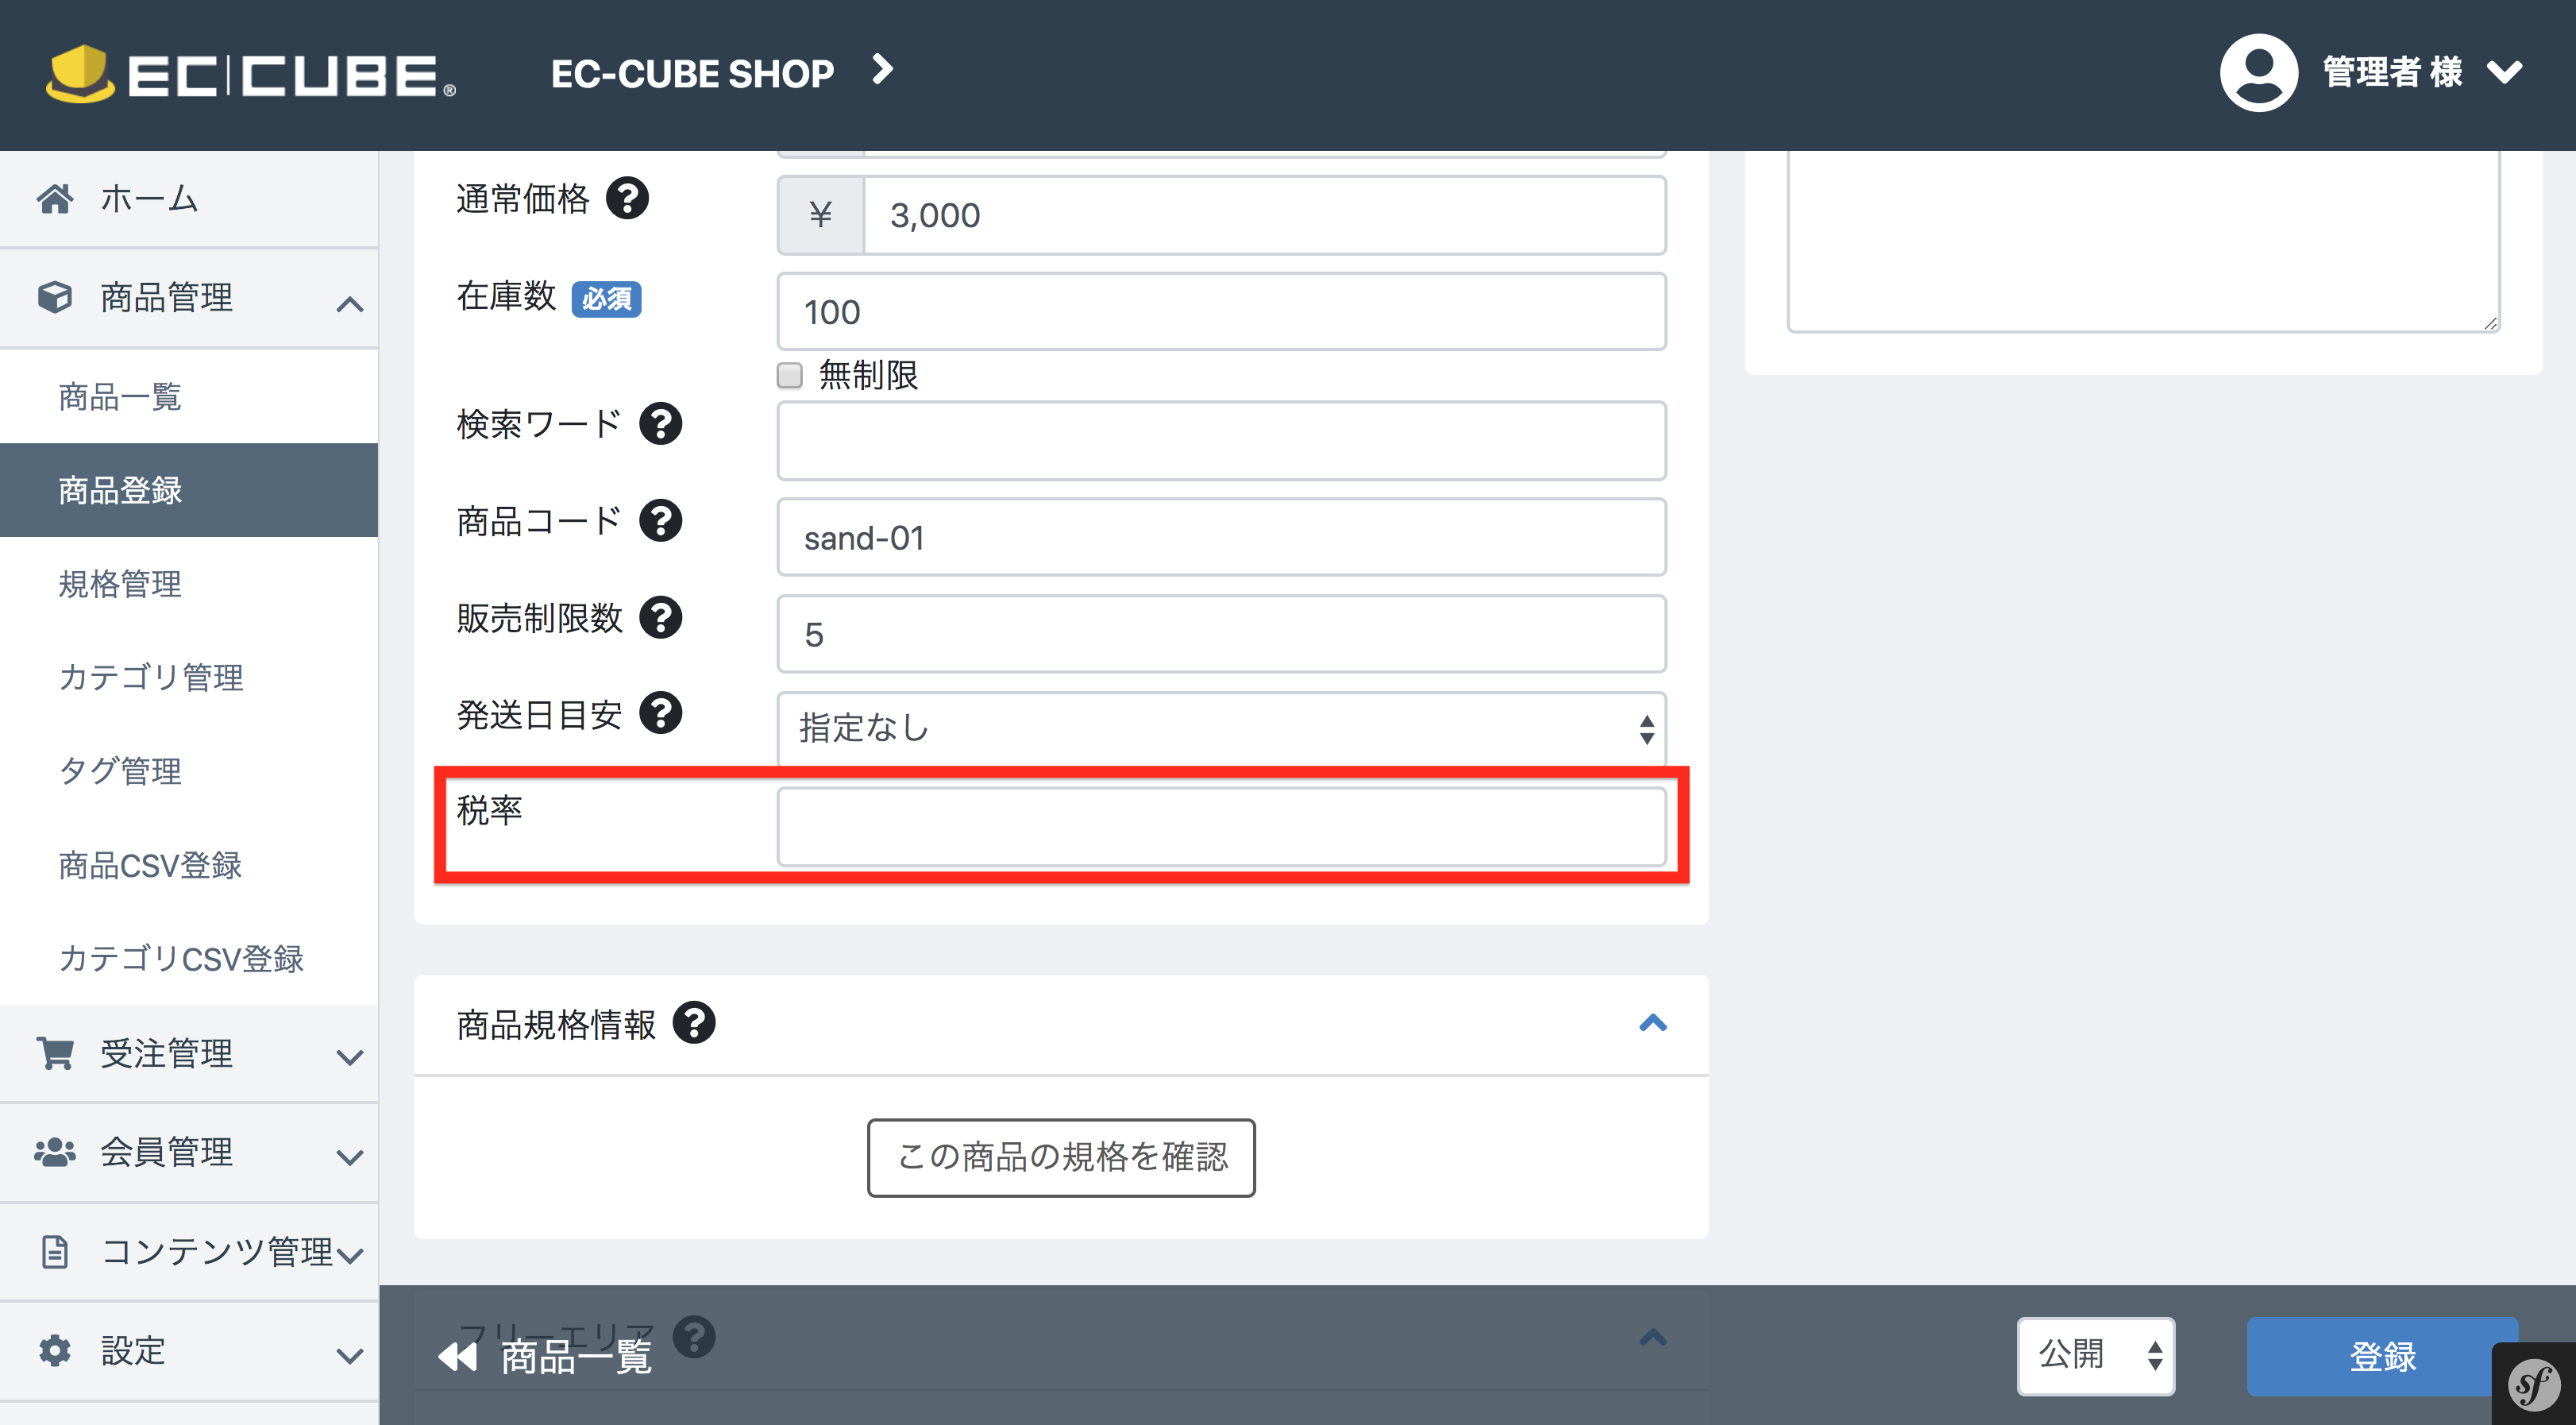 EC CUBE ®
EC-CUBE SHOP
管理者 様
ホーム
商品管理
商品一覧
商品登録
規格管理
カテゴリ管理
タグ管理
商品CSV登録
カテゴリCSV登録
受注管理
会員管理
コンテンツ管理
設定
通常価格 ?
¥ 3,000
在庫数 必須
100
無制限
検索ワード ?
商品コード ?
sand-01
販売制限数 ?
5
発送日目安 ?
指定なし
税率
商品規格情報 ?
この商品の規格を確認
フリーエリア ?
商品一覧
公開
登録
sf